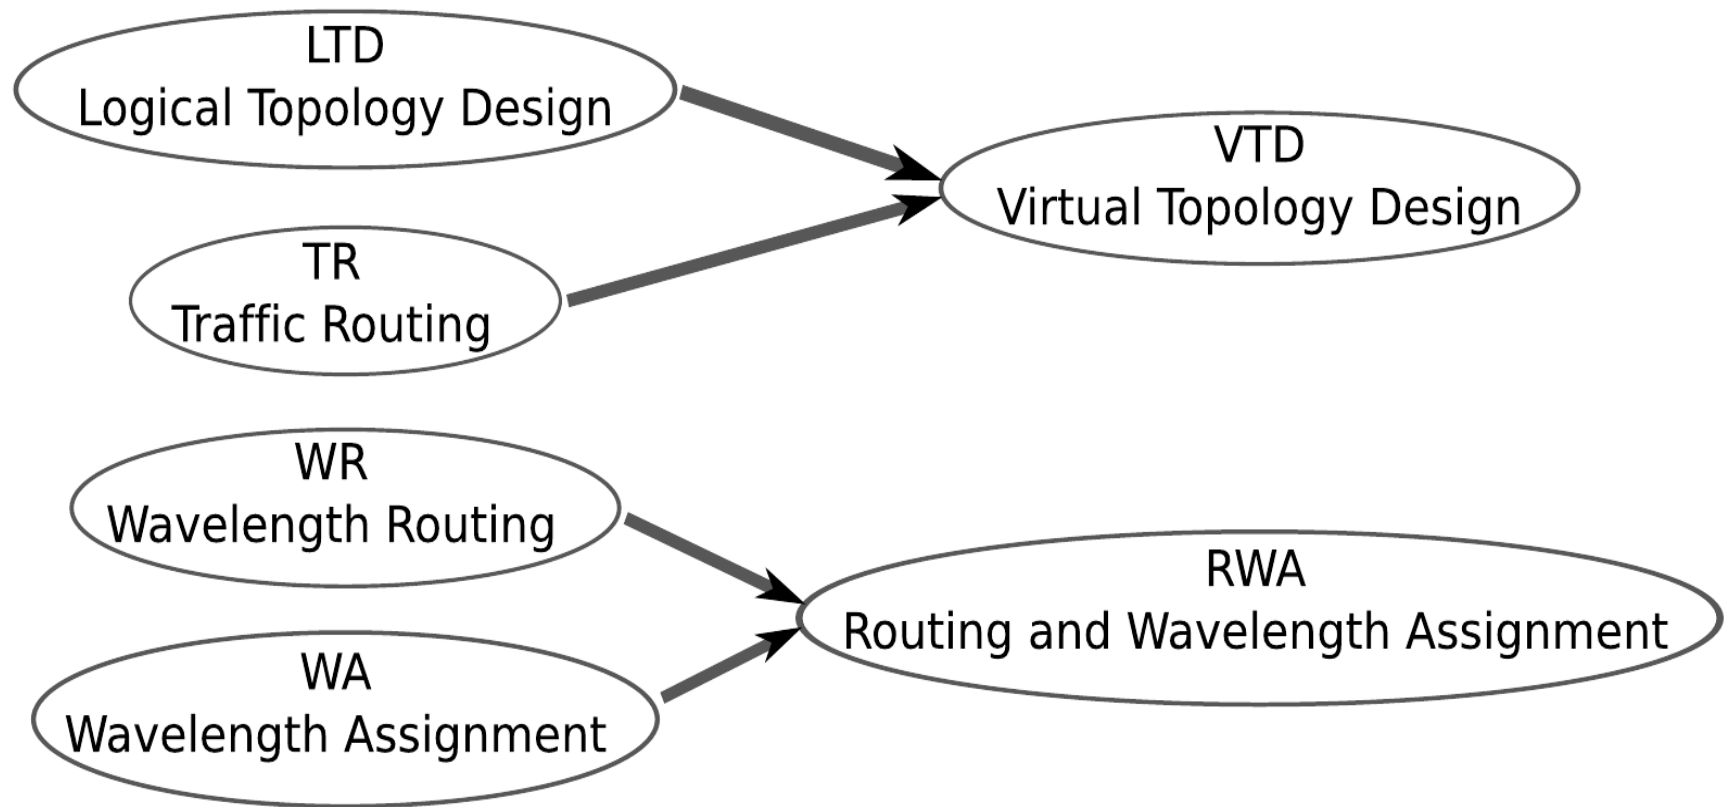 LTD
Logical Topology Design
VTD
Virtual Topology Design
TR
Traffic Routing
WR
Wavelength Routing
RWA
Routing and Wavelength Assignment
WA
Wavelength Assignment